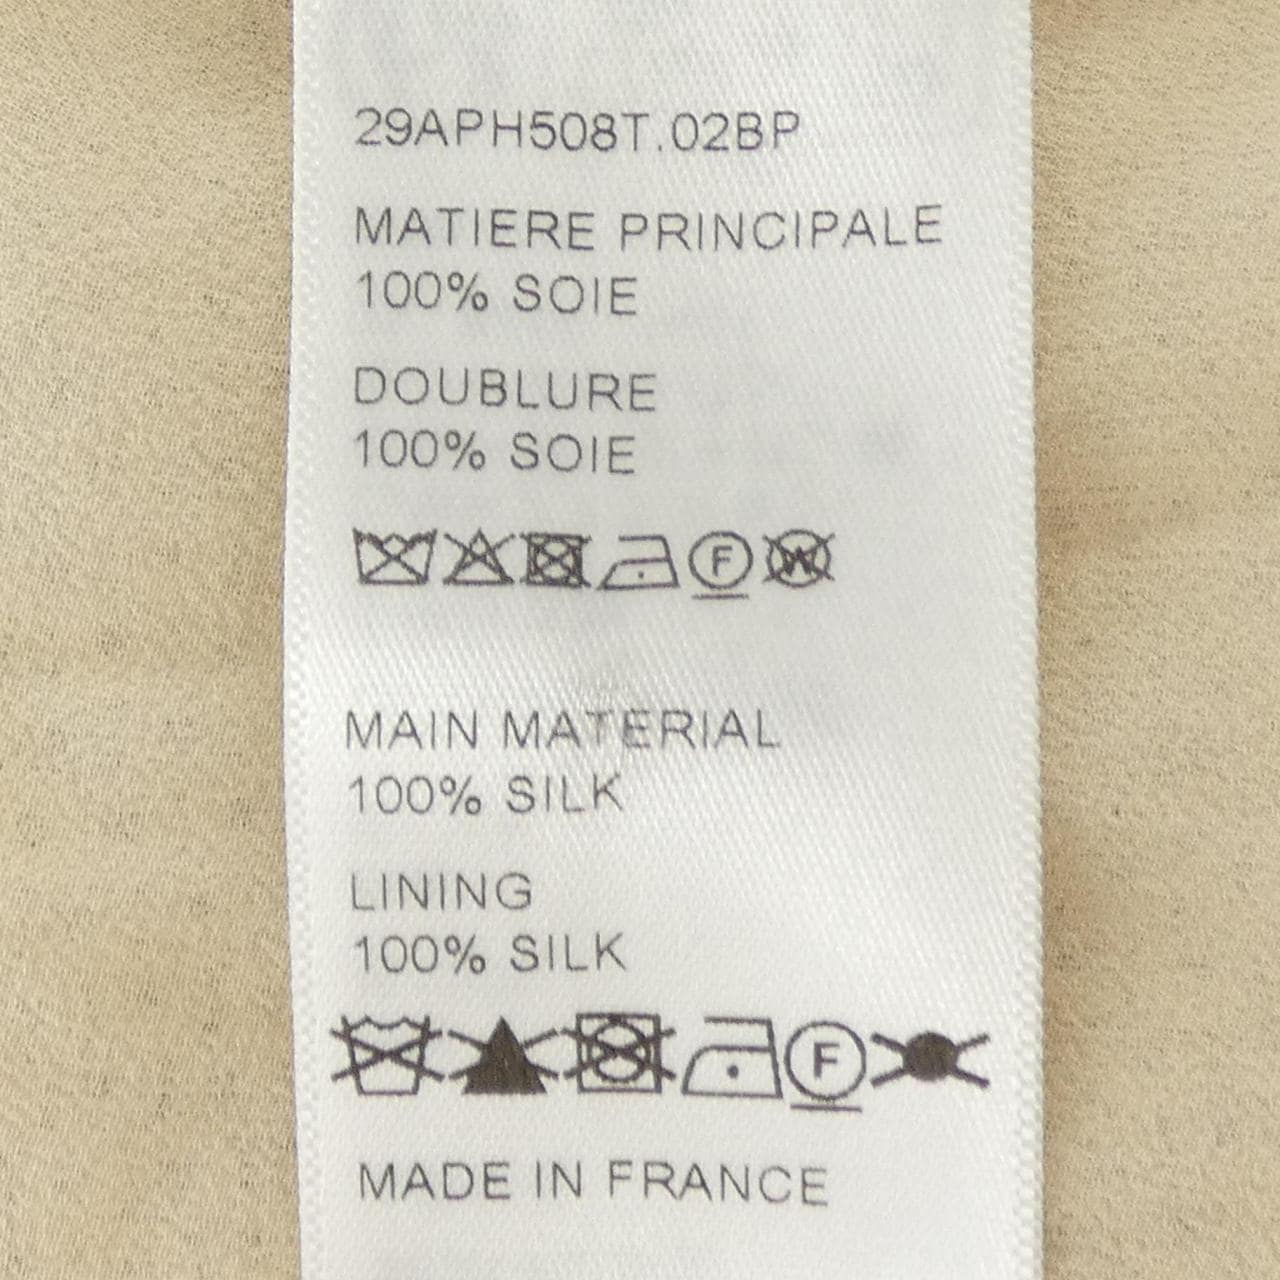 29APH508T.02BP
MATIERE PRINCIPALE
100% SOIE
DOUBLURE
100% SOIE
F W
MAIN MATERIAL
100% SILK
LINING
100% SILK
F
MADE IN FRANCE